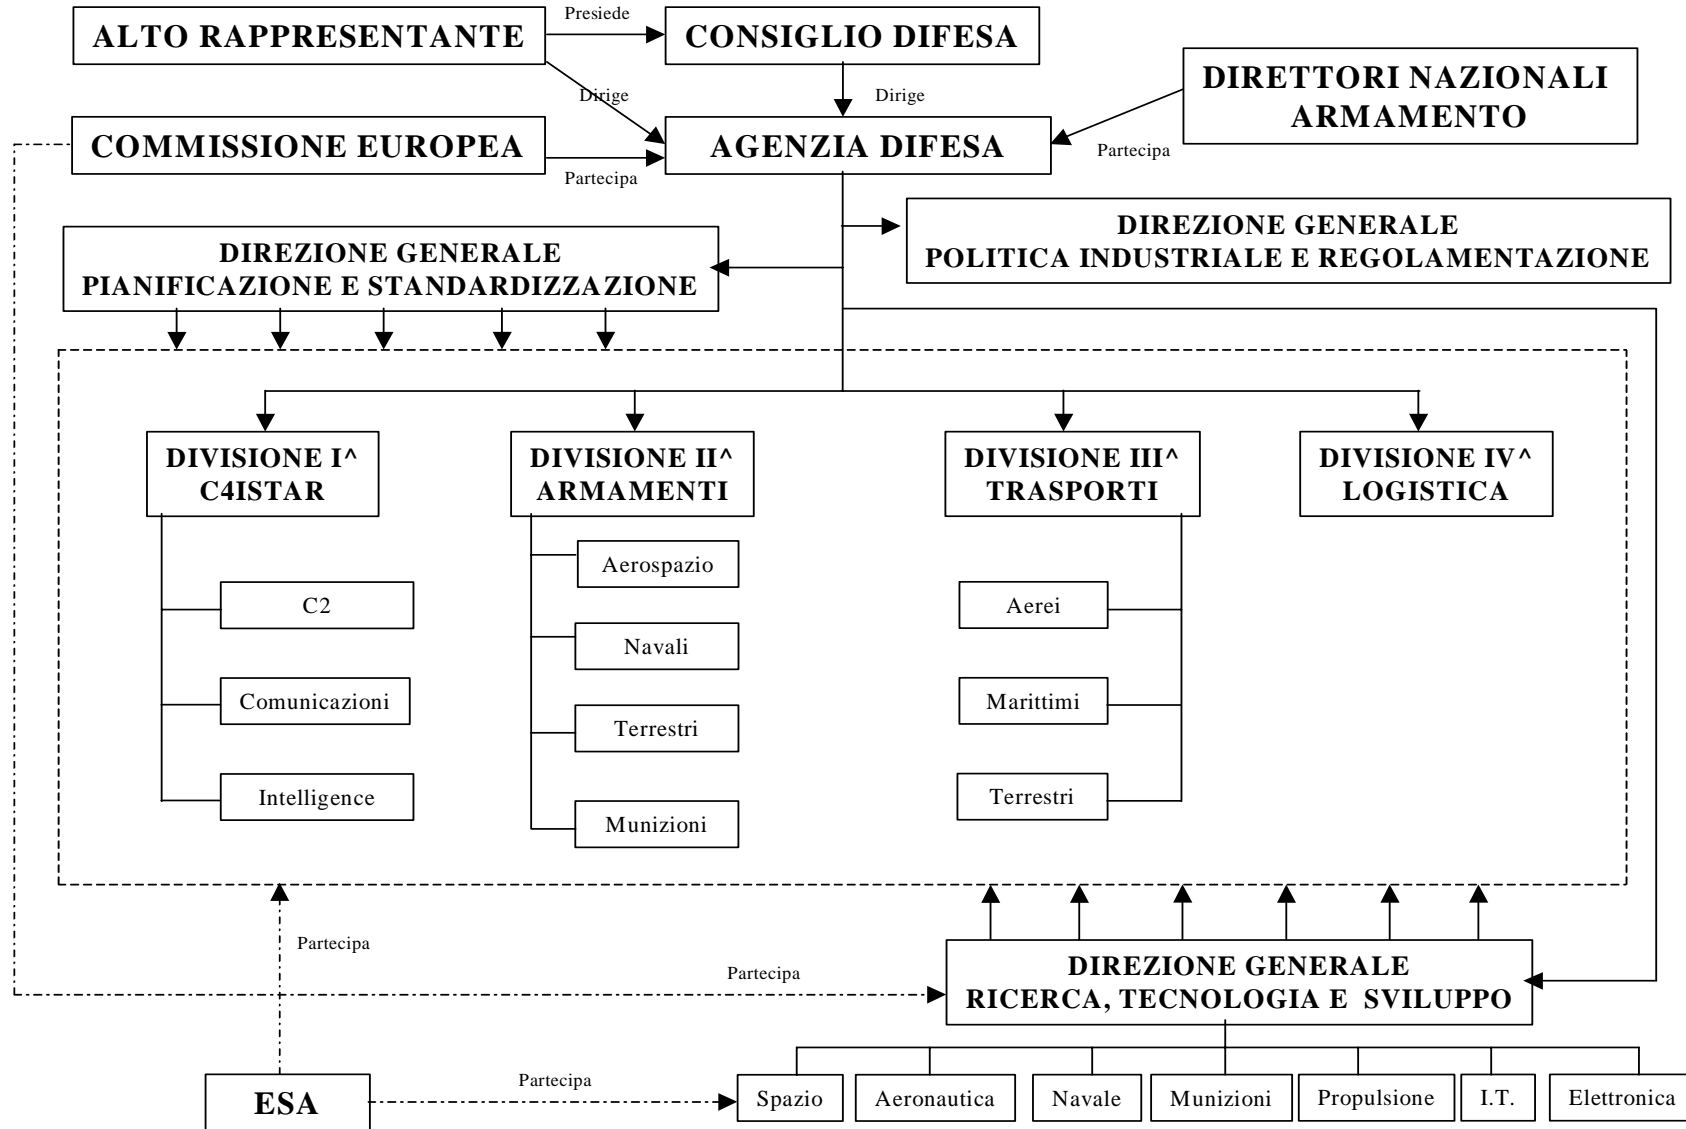 Presiede
ALTO RAPPRESENTANTE
CONSIGLIO DIFESA
DIRETTORI NAZIONALI
ARMAMENTO
Dirige
Dirige
COMMISSIONE EUROPEA
AGENZIA DIFESA
Partecipa
Partecipa
DIREZIONE GENERALE
POLITICA INDUSTRIALE E REGOLAMENTAZIONE
DIREZIONE GENERALE
PIANIFICAZIONE E STANDARDIZZAZIONE
DIVISIONE I^
C4ISTAR
DIVISIONE II^
ARMAMENTI
DIVISIONE III^
TRASPORTI
DIVISIONE IV^
LOGISTICA
C2
Comunicazioni
Intelligence
Aerospazio
Navali
Terrestri
Munizioni
Aerei
Marittimi
Terrestri
Partecipa
Partecipa
DIREZIONE GENERALE
RICERCA, TECNOLOGIA E SVILUPPO
ESA
Partecipa
Spazio
Aeronautica
Navale
Munizioni
Propulsione
I.T.
Elettronica